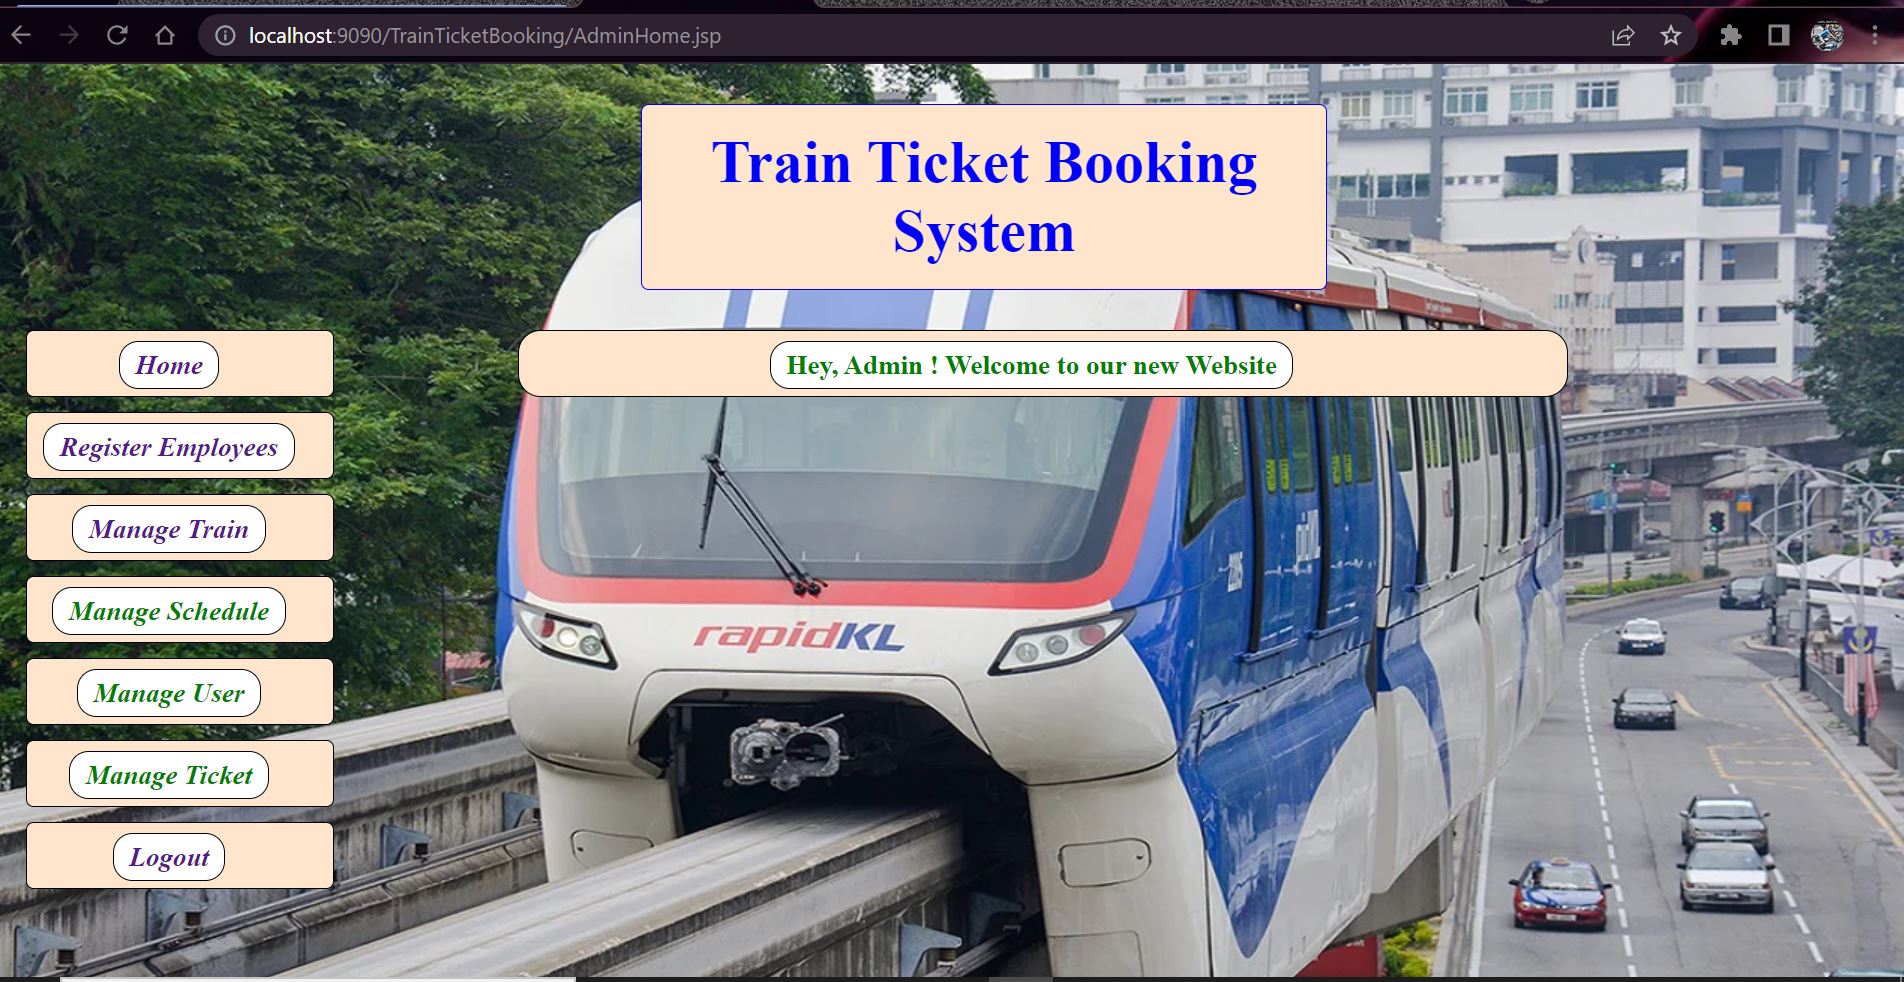 localhost:9090/TrainTicketBooking/AdminHome.jsp
Train Ticket Booking
System
Home
Hey, Admin ! Welcome to our new Website
Register Employees
Manage Train
Manage Schedule
rapidKL
Manage User
Manage Ticket
Logout